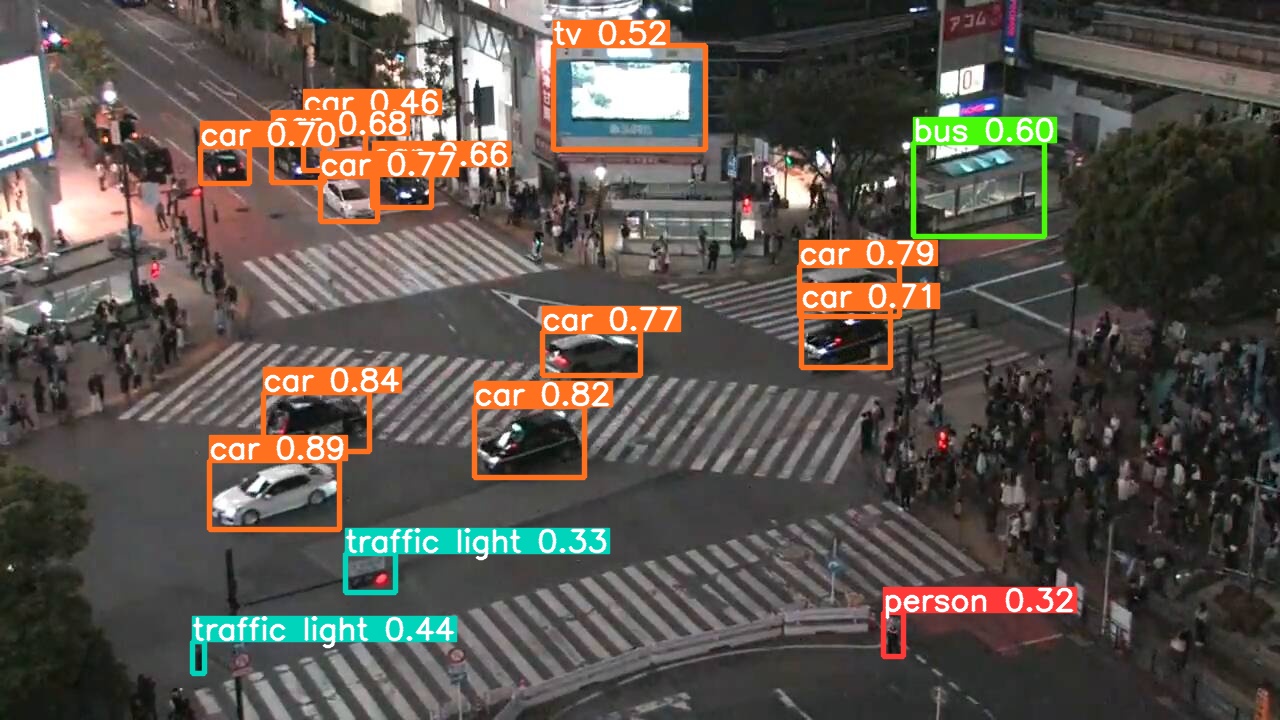 tv 0.52
アコム
car 0.46
car 0.68
car 0.70
car 0.66
car 0.77
bus 0.60
car 0.79
car 0.71
car 0.77
car 0.84
car 0.82
car 0.89
traffic light 0.33
person 0.32
traffic light 0.44